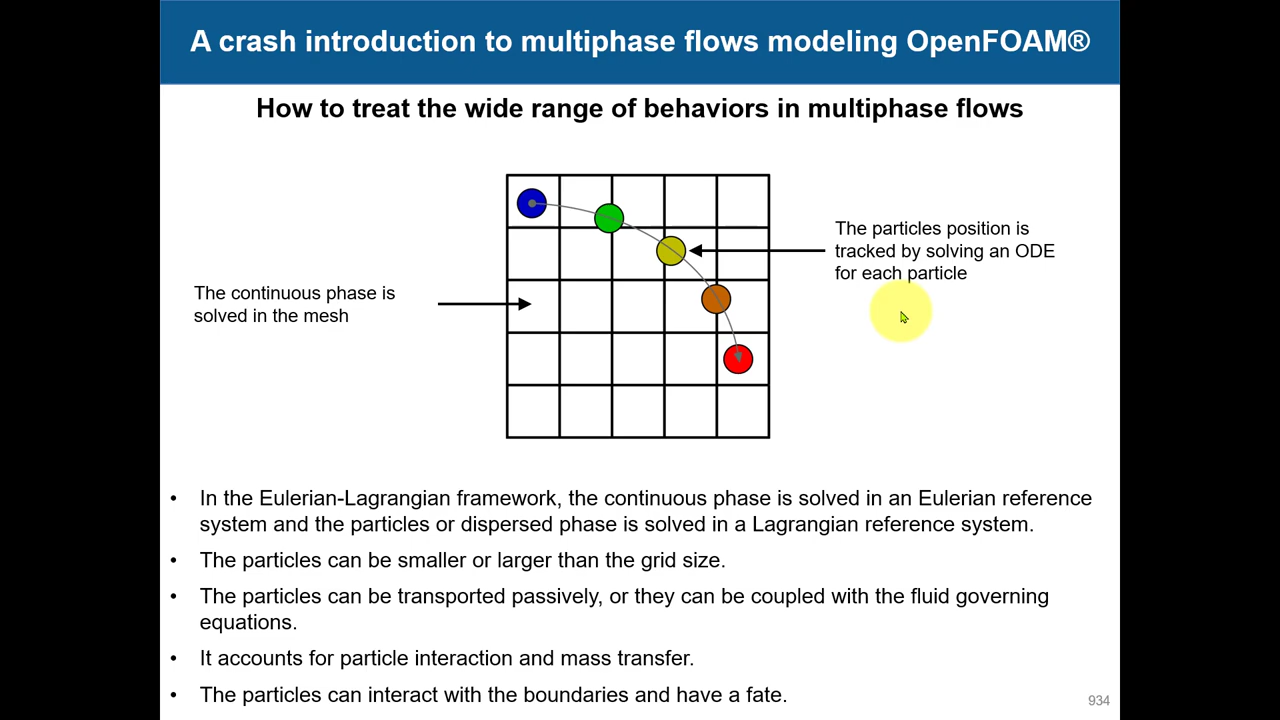 A crash introduction to multiphase flows modeling OpenFOAM®
How to treat the wide range of behaviors in multiphase flows
The particles position is
tracked by solving an ODE
for each particle
The continuous phase is
solved in the mesh
• In the Eulerian-Lagrangian framework, the continuous phase is solved in an Eulerian reference
system and the particles or dispersed phase is solved in a Lagrangian reference system.
• The particles can be smaller or larger than the grid size.
• The particles can be transported passively, or they can be coupled with the fluid governing
equations.
• It accounts for particle interaction and mass transfer.
• The particles can interact with the boundaries and have a fate.
934